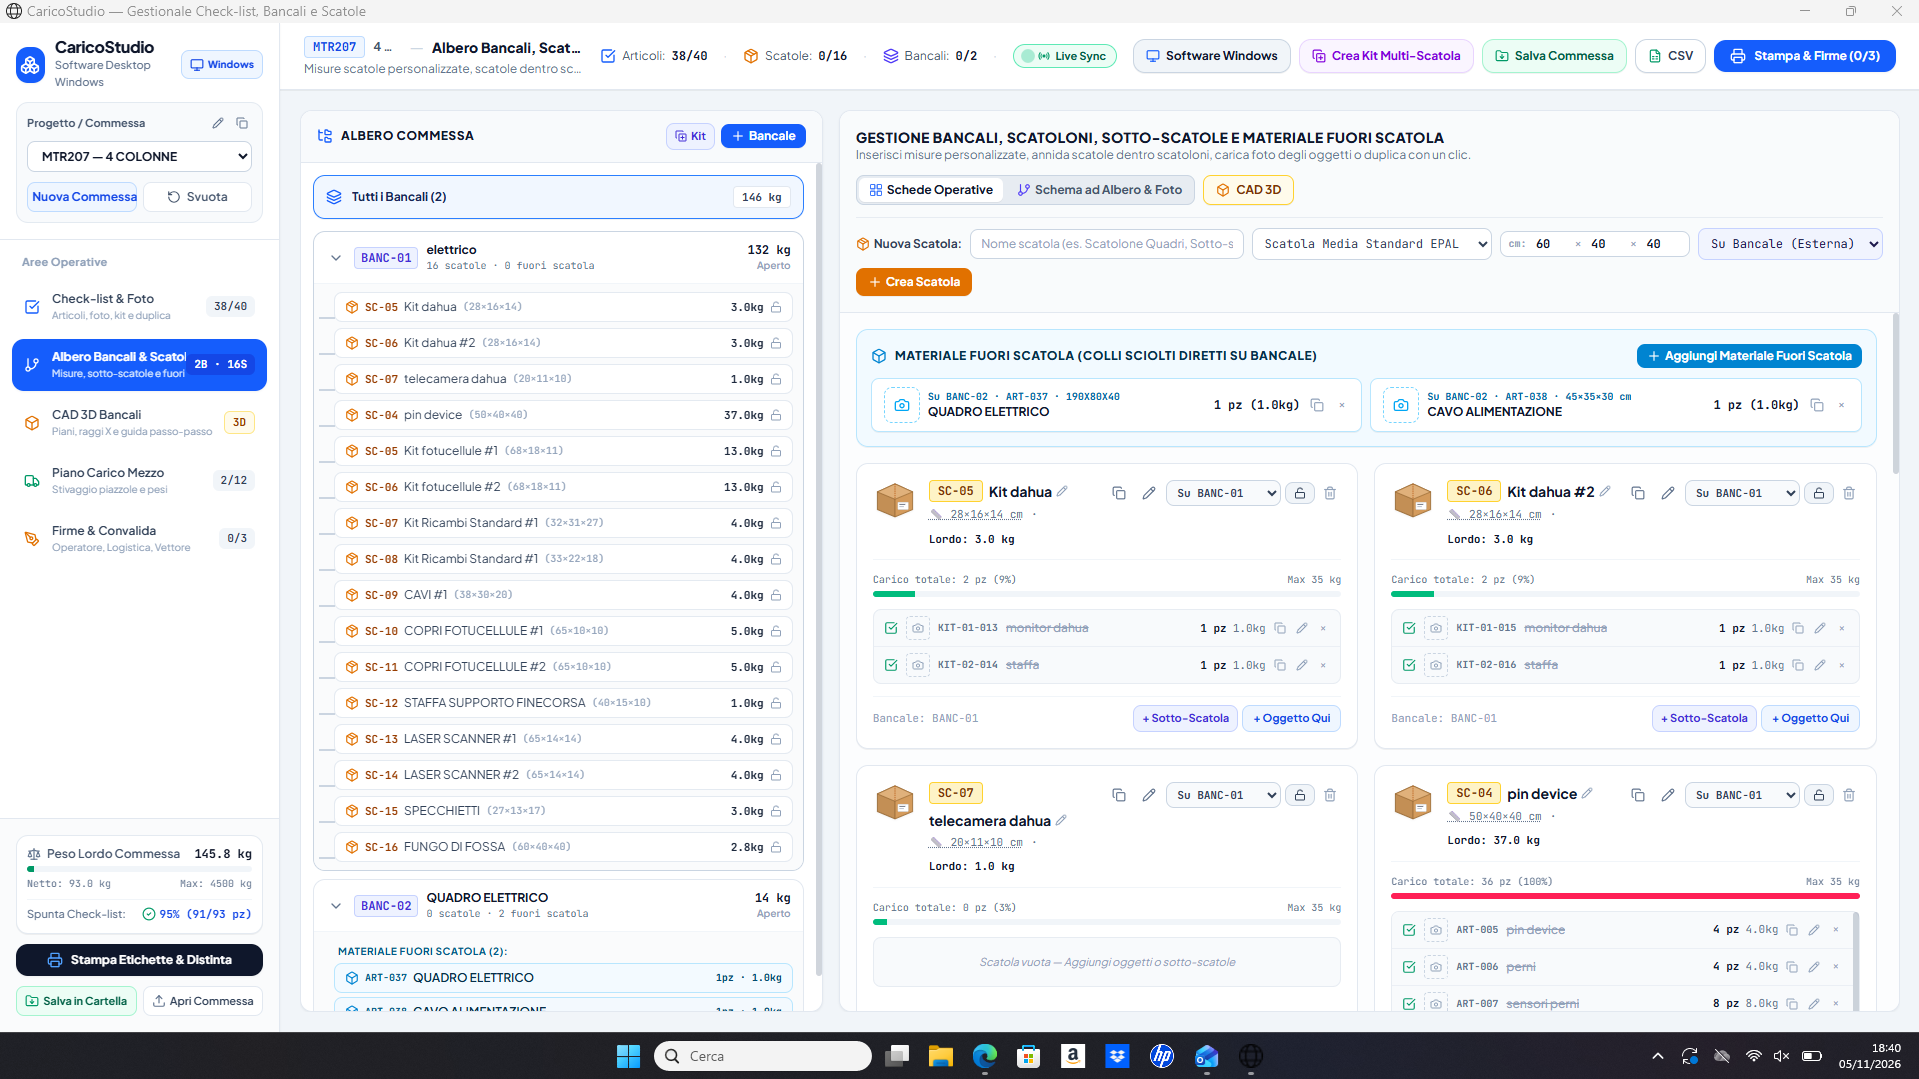 CaricoStudio — Gestionale Check-list, Bancali e Scatole
CaricoStudio
Software Desktop
Windows
Windows
Progetto / Commessa
MTR207 — 4 COLONNE
Nuova Commessa
Svuota
Aree Operative
Check-list & Foto
Articoli, foto, kit e duplica
38/40
Albero Bancali & Scatol
Misure, sotto-scatole e fuori
2B · 16S
CAD 3D Bancali
Piani, raggi X e guida passo-passo
3D
Piano Carico Mezzo
Stivaggio piazzole e pesi
2/12
Firme & Convalida
Operatore, Logistica, Vettore
0/3
Peso Lordo Commessa 145.8 kg
Netto: 93.0 kg Max: 4500 kg
Spunta Check-list: 95% (91/93 pz)
Stampa Etichette & Distinta
Salva in Cartella
Apri Commessa
MTR207 4 ... — Albero Bancali, Scat...
Misure scatole personalizzate, scatole dentro sc...
Articoli: 38/40 · Scatole: 0/16 · Bancali: 0/2 ·
Live Sync
Software Windows
Crea Kit Multi-Scatola
Salva Commessa
CSV
Stampa & Firme (0/3)
ALBERO COMMESSA
Kit
+ Bancale
Tutti i Bancali (2) 146 kg
BANC-01 elettrico 132 kg
16 scatole · 0 fuori scatola Aperto
SC-05 Kit dahua (28×16×14) 3.0kg
SC-06 Kit dahua #2 (28×16×14) 3.0kg
SC-07 telecamera dahua (20×11×10) 1.0kg
SC-04 pin device (50×40×40) 37.0kg
SC-05 Kit fotucellule #1 (68×18×11) 13.0kg
SC-06 Kit fotucellule #2 (68×18×11) 13.0kg
SC-07 Kit Ricambi Standard #1 (32×31×27) 4.0kg
SC-08 Kit Ricambi Standard #1 (33×22×18) 4.0kg
SC-09 CAVI #1 (38×30×20) 4.0kg
SC-10 COPRI FOTUCELLULE #1 (65×10×10) 5.0kg
SC-11 COPRI FOTUCELLULE #2 (65×10×10) 5.0kg
SC-12 STAFFA SUPPORTO FINECORSA (40×15×10) 1.0kg
SC-13 LASER SCANNER #1 (65×14×14) 4.0kg
SC-14 LASER SCANNER #2 (65×14×14) 4.0kg
SC-15 SPECCHIETTI (27×13×17) 3.0kg
SC-16 FUNGO DI FOSSA (60×40×40) 2.8kg
BANC-02 QUADRO ELETTRICO 14 kg
0 scatole · 2 fuori scatola Aperto
MATERIALE FUORI SCATOLA (2):
ART-037 QUADRO ELETTRICO 1pz · 1.0kg
ART-038 CAVO ALIMENTAZIONE 1pz · 1.0kg
GESTIONE BANCALI, SCATOLONI, SOTTO-SCATOLE E MATERIALE FUORI SCATOLA
Inserisci misure personalizzate, annida scatole dentro scatoloni, carica foto degli oggetti o duplica con un clic.
Schede Operative
Schema ad Albero & Foto
CAD 3D
Nuova Scatola:
Nome scatola (es. Scatolone Quadri, Sotto-s
Scatola Media Standard EPAL
cm: 60 × 40 × 40
Su Bancale (Esterna)
+ Crea Scatola
MATERIALE FUORI SCATOLA (COLLI SCIOLTI DIRETTI SU BANCALE)
+ Aggiungi Materiale Fuori Scatola
Su BANC-02 · ART-037 · 190X80X40
QUADRO ELETTRICO
1 pz (1.0kg) ×
Su BANC-02 · ART-038 · 45×35×30 cm
CAVO ALIMENTAZIONE
1 pz (1.0kg) ×
SC-05 Kit dahua
Su BANC-01
28×16×14 cm ·
Lordo: 3.0 kg
Carico totale: 2 pz (9%) Max 35 kg
KIT-01-013 monitor dahua 1 pz 1.0kg ×
KIT-02-014 staffa 1 pz 1.0kg ×
Bancale: BANC-01
+ Sotto-Scatola
+ Oggetto Qui
SC-06 Kit dahua #2
Su BANC-01
28×16×14 cm ·
Lordo: 3.0 kg
Carico totale: 2 pz (9%) Max 35 kg
KIT-01-015 monitor dahua 1 pz 1.0kg ×
KIT-02-016 staffa 1 pz 1.0kg ×
Bancale: BANC-01
+ Sotto-Scatola
+ Oggetto Qui
SC-07
Su BANC-01
telecamera dahua
20×11×10 cm ·
Lordo: 1.0 kg
Carico totale: 0 pz (3%) Max 35 kg
Scatola vuota — Aggiungi oggetti o sotto-scatole
SC-04 pin device
Su BANC-01
50×40×40 cm ·
Lordo: 37.0 kg
Carico totale: 36 pz (100%) Max 35 kg
ART-005 pin device 4 pz 4.0kg ×
ART-006 perni 4 pz 4.0kg ×
ART-007 sensori perni 8 pz 8.0kg ×
Cerca
18:40
05/11/2026